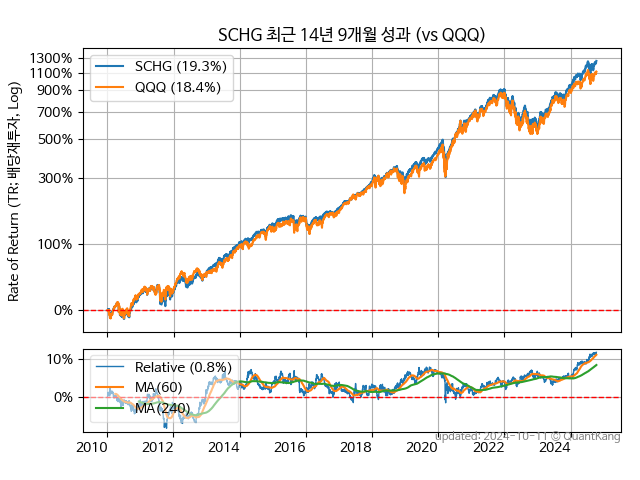 SCHG 최근 14년 9개월 성과 (vs QQQ)
Rate of Return (TR; 배당재투자, Log)
1300%
1100%
900%
700%
500%
300%
100%
0%
SCHG (19.3%)
QQQ (18.4%)
10%
0%
Relative (0.8%)
MA(60)
MA(240)
2010 2012 2014 2016 2018 2020 2022 2024
Updated: 2024-10-11 © QuantKang